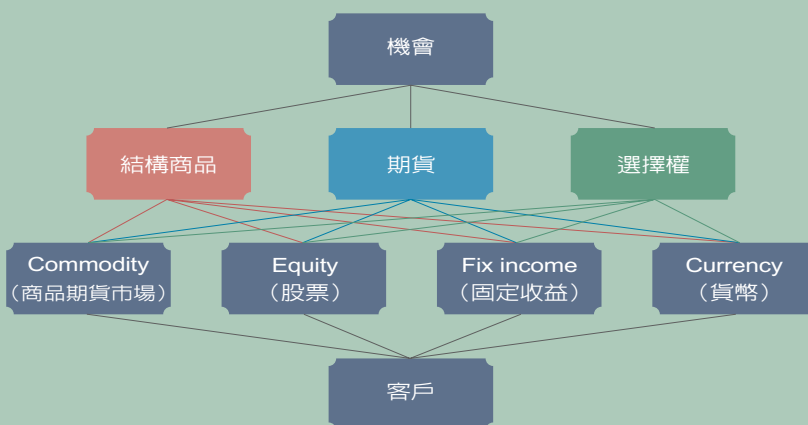 機會
結構商品
期貨
選擇權
Commodity
（商品期貨市場）
Equity
（股票）
Fix income
（固定收益）
Currency
（貨幣）
客戶